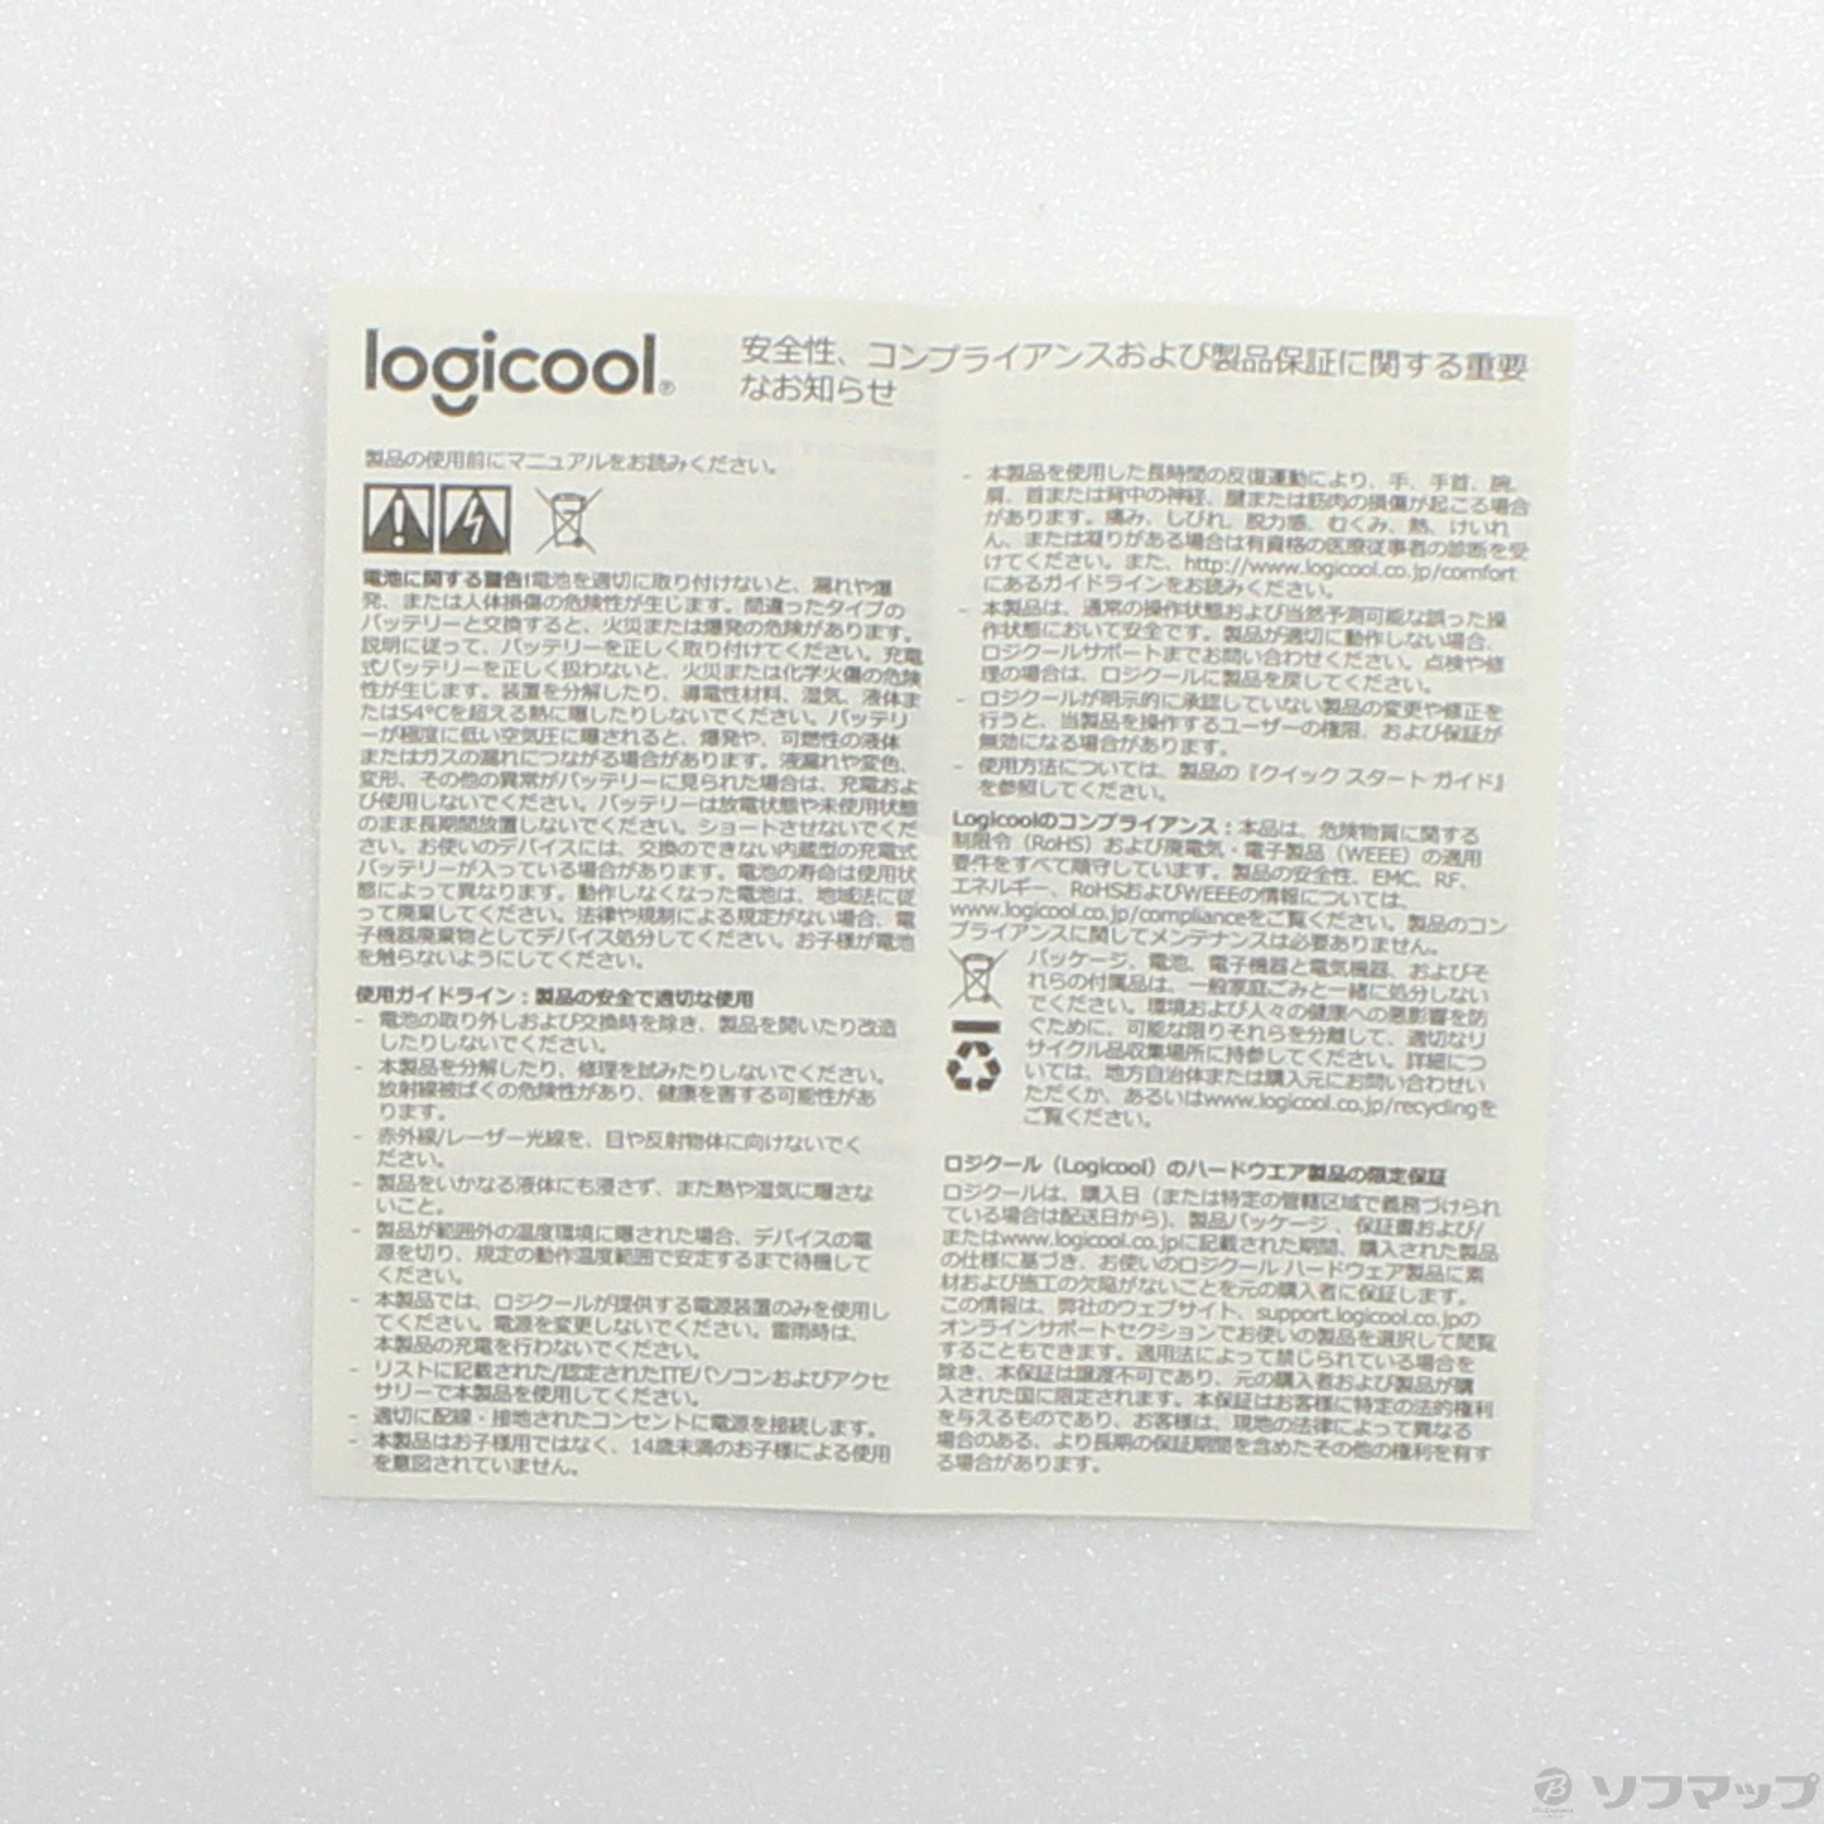 logicool®
安全性、コンプライアンスおよび製品保証に関する重要
なお知らせ
製品の使用前にマニュアルをお読みください。
電池に関する警告!電池を適切に取り付けないと、漏れや爆
発、または人体損傷の危険性が生じます。間違ったタイプの
バッテリーと交換すると、火災または爆発の危険があります。
説明に従って、バッテリーを正しく取り付けてください。充電
式バッテリーを正しく扱わないと、火災または化学火傷の危険
性が生じます。装置を分解したり、導電性材料、湿気、液体ま
たは54°Cを超える熱に曝したりしないでください。バッテリ
ーが極度に低い空気圧に曝されると、爆発や、可燃性の液体
またはガスの漏れにつながる場合があります。液漏れや変色、
変形、その他の異常がバッテリーに見られた場合は、充電およ
び使用しないでください。バッテリーは放電状態や未使用状態
のまま長期間放置しないでください。ショートさせないでくだ
さい。お使いのデバイスには、交換のできない内蔵型の充電式
バッテリーが入っている場合があります。電池の寿命は使用状
態によって異なります。動作しなくなった電池は、地域法に従
って廃棄してください。法律や規制による規定がない場合、電
子機器廃棄物としてデバイス処分してください。お子様が電池
を触らないようにしてください。
使用ガイドライン：製品の安全で適切な使用
- 電池の取り外しおよび交換時を除き、製品を開いたり改造
したりしないでください。
- 本製品を分解したり、修理を試みたりしないでください。
放射線被ばくの危険性があり、健康を害する可能性があ
ります。
- 赤外線/レーザー光線を、目や反射物体に向けないでく
ださい。
- 製品をいかなる液体にも浸さず、また熱や湿気に曝さな
いこと。
- 製品が範囲外の温度環境に曝された場合、デバイスの電
源を切り、規定の動作温度範囲で安定するまで待機して
ください。
- 本製品では、ロジクールが提供する電源装置のみを使用し
てください。電源を変更しないでください。雷雨時は、
本製品の充電を行わないでください。
- リストに記載された/認定されたITEパソコンおよびアクセ
サリーで本製品を使用してください。
- 適切に配線・接地されたコンセントに電源を接続します。
- 本製品はお子様用ではなく、14歳未満のお子様による使用
を意図されていません。
- 本製品を使用した長時間の反復運動により、手、手首、腕、
肩、首または背中の神経、腱または筋肉の損傷が起こる場合
があります。痛み、しびれ、脱力感、むくみ、熱、けいれ
ん、または凝りがある場合は有資格の医療従事者の診断を受
けてください。また、http://www.logicool.co.jp/comfort
にあるガイドラインをお読みください。
- 本製品は、通常の操作状態および当然予測可能な誤った操
作状態において安全です。製品が適切に動作しない場合、
ロジクールサポートまでお問い合わせください。点検や修
理の場合は、ロジクールに製品を戻してください。
- ロジクールが明示的に承認していない製品の変更や修正を
行うと、当製品を操作するユーザーの権限、および保証が
無効になる場合があります。
- 使用方法については、製品の『クイック スタート ガイド』
を参照してください。
Logicoolのコンプライアンス：本品は、危険物質に関する
制限令（RoHS）および廃電気・電子製品（WEEE）の適用
要件をすべて順守しています。製品の安全性、EMC、RF、
エネルギー、RoHSおよびWEEEの情報については、
www.logicool.co.jp/complianceをご覧ください。製品のコン
プライアンスに関してメンテナンスは必要ありません。
パッケージ、電池、電子機器と電気機器、およびそ
れらの付属品は、一般家庭ごみと一緒に処分しない
でください。環境および人々の健康への悪影響を防
ぐために、可能な限りそれらを分離して、適切なリ
サイクル品収集場所に持参してください。詳細につ
いては、地方自治体または購入元にお問い合わせい
ただくか、あるいはwww.logicool.co.jp/recyclingを
ご覧ください。
ロジクール（Logicool）のハードウエア製品の限定保証
ロジクールは、購入日（または特定の管轄区域で義務づけられ
ている場合は配送日から)、製品パッケージ 、保証書および/
またはwww.logicool.co.jpに記載された期間、購入された製品
の仕様に基づき、お使いのロジクール ハードウェア製品に素
材および施工の欠陥がないことを元の購入者に保証します。
この情報は、弊社のウェブサイト、support.logicool.co.jpの
オンラインサポートセクションでお使いの製品を選択して閲覧
することもできます。適用法によって禁じられている場合を
除き、本保証は譲渡不可であり、元の購入者および製品が購
入された国に限定されます。本保証はお客様に特定の法的権利
を与えるものであり、お客様は、現地の法律によって異なる
場合のある、より長期の保証期間を含めたその他の権利を有す
る場合があります。
ソフマップ